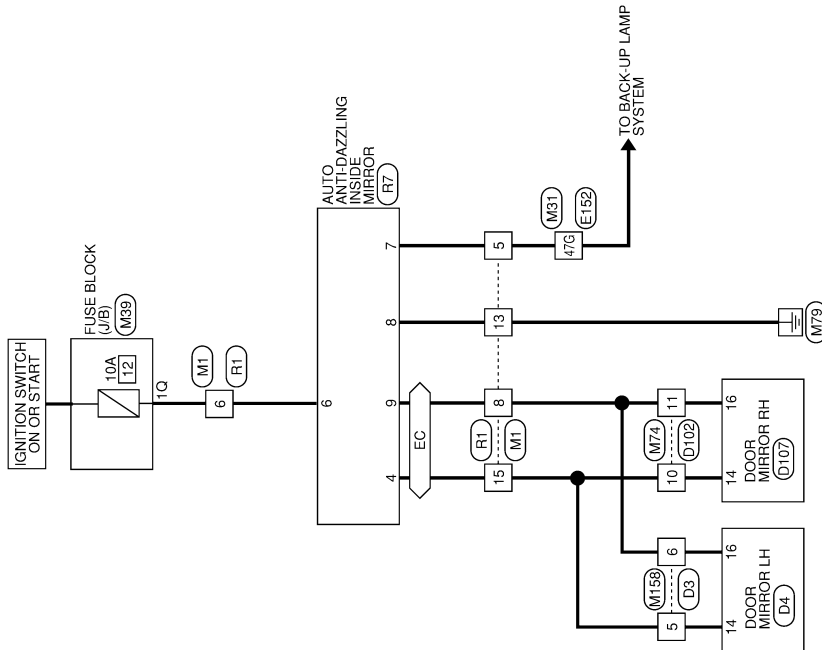 IGNITION SWITCH
ON OR START
FUSE BLOCK
(J/B)
M39
10A
12
1Q
M1
6
R1
AUTO
ANTI-DAZZLING
INSIDE
MIRROR
R7
6
4
9
8
7
EC
R1
M1
15
8
13
5
M31
47G
E152
TO BACK-UP LAMP
SYSTEM
M79
M158
5
6
D3
M74
10
11
D102
14
16
14
16
DOOR
MIRROR LH
D4
DOOR
MIRROR RH
D107